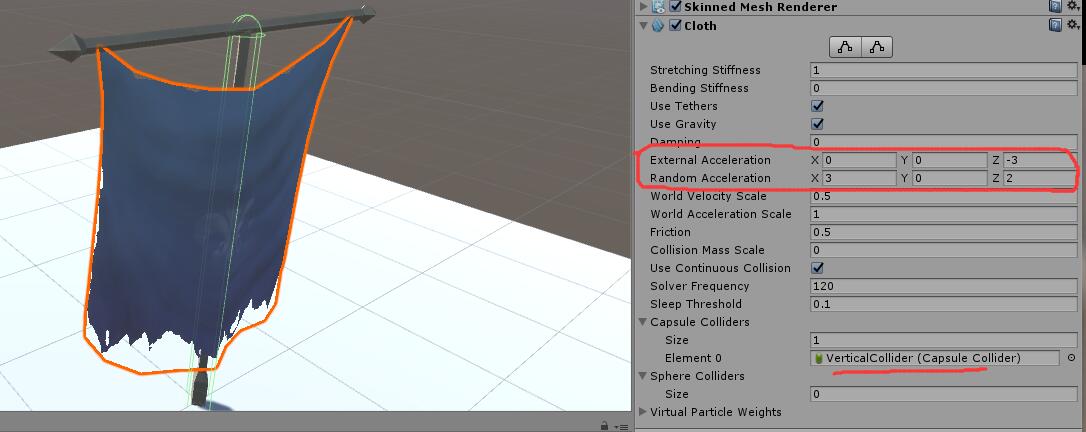 Skinned Mesh Renderer
Cloth
Stretching Stiffness 1
Bending Stiffness 0
Use Tethers
Use Gravity
Damping 0
External Acceleration X 0 Y 0 Z -3
Random Acceleration X 3 Y 0 Z 2
World Velocity Scale 0.5
World Acceleration Scale 1
Friction 0.5
Collision Mass Scale 0
Use Continuous Collision
Solver Frequency 120
Sleep Threshold 0.1
Capsule Colliders
Size 1
Element 0 VerticalCollider (Capsule Collider)
Sphere Colliders
Size 0
Virtual Particle Weights